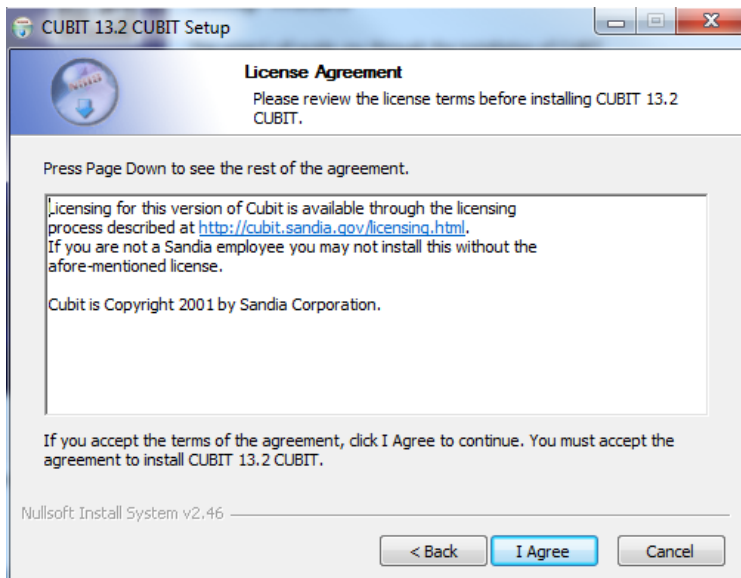 CUBIT 13.2 CUBIT Setup
License Agreement
Please review the license terms before installing CUBIT 13.2
CUBIT.
Press Page Down to see the rest of the agreement.
Licensing for this version of Cubit is available through the licensing
process described at http://cubit.sandia.gov/licensing.html.
If you are not a Sandia employee you may not install this without the
afore-mentioned license.
Cubit is Copyright 2001 by Sandia Corporation.
If you accept the terms of the agreement, click I Agree to continue. You must accept the
agreement to install CUBIT 13.2 CUBIT.
Nullsoft Install System v2.46
< Back
I Agree
Cancel